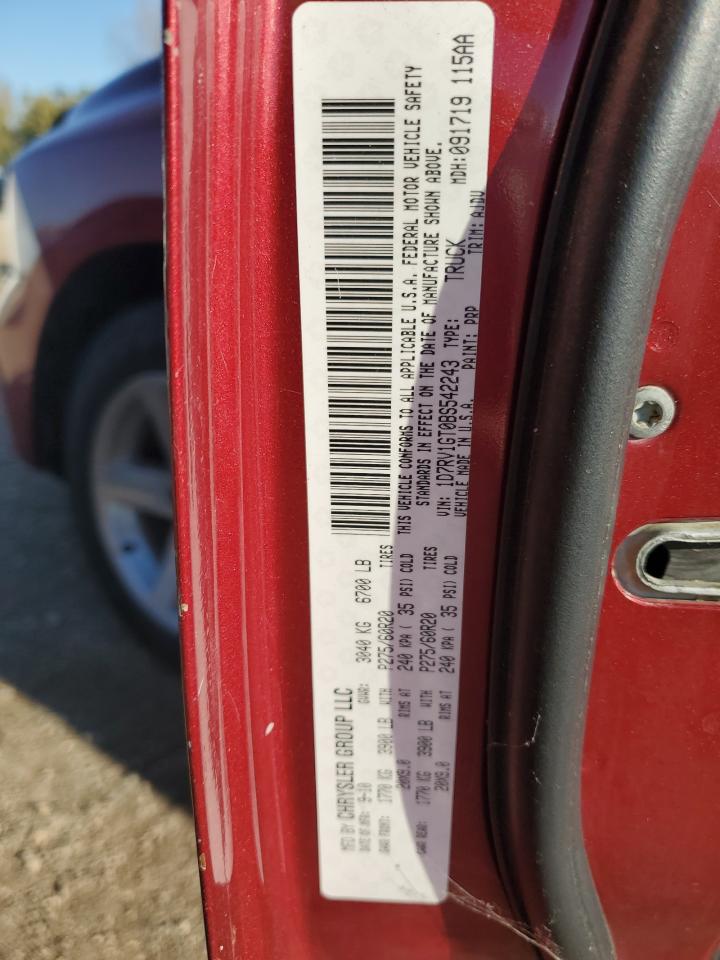 MFD BY CHRYSLER GROUP LLC
DATE OF MFR: 9-10 GVWR: 3040 KG 6700 LB
GAWR FRONT: 1770 KG 3900 LB WITH P275/60R20 TIRES
20X9.0 RIMS AT 240 KPA ( 35 PSI) COLD
GAWR REAR: 1770 KG 3900 LB WITH P275/60R20 TIRES
20X9.0 RIMS AT 240 KPA ( 35 PSI) COLD
THIS VEHICLE CONFORMS TO ALL APPLICABLE U.S.A. FEDERAL MOTOR VEHICLE SAFETY
STANDARDS IN EFFECT ON THE DATE OF MANUFACTURE SHOWN ABOVE.
VIN: 1D7RV1GT0BS542243 TYPE: TRUCK MDH:091719 115AA
VEHICLE MADE IN U.S.A. PAINT: PRP TRIM: A1DV